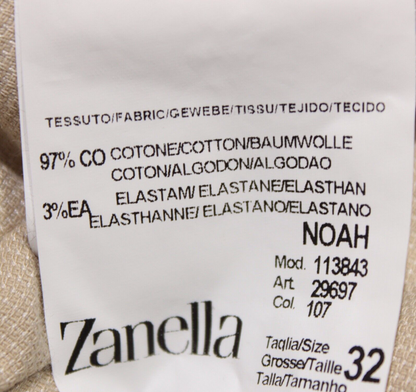 TESSUTO/FABRIC/GEWEBE/TISSU/TEJIDO/TECIDO
97% CO COTONE/COTTON/BAUMWOLLE
COTON/ALGODON/ALGODAO
3%EA ELASTAM/ ELASTANE/ELASTHAN
ELASTHANNE/ ELASTANO/ELASTANO
NOAH
Mod. 113843
Art. 29697
Col. 107
Zanella
Taglia/Size
Grosse/Taille 32
Talla/Tamanho